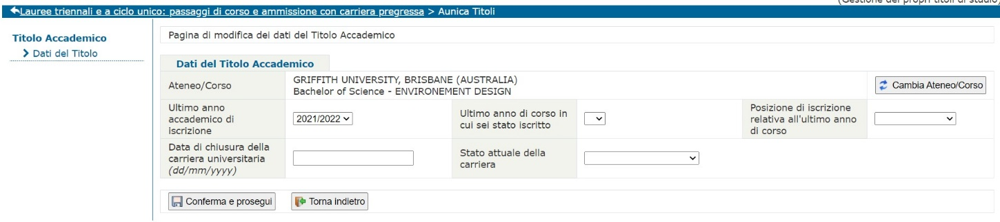 (Gestione dei propri titoli di studio)
Lauree triennali e a ciclo unico: passaggi di corso e ammissione con carriera pregressa > Aunica Titoli
Titolo Accademico
Dati del Titolo
Pagina di modifica dei dati del Titolo Accademico
Dati del Titolo Accademico
Ateneo/Corso
GRIFFITH UNIVERSITY, BRISBANE (AUSTRALIA)
Bachelor of Science - ENVIRONEMENT DESIGN
Cambia Ateneo/Corso
Ultimo anno
accademico di
iscrizione
2021/2022
Ultimo anno di corso in
cui sei stato iscritto
Posizione di iscrizione
relativa all'ultimo anno
di corso
Data di chiusura della
carriera universitaria
(dd/mm/yyyy)
Stato attuale della
carriera
Conferma e prosegui
Torna indietro